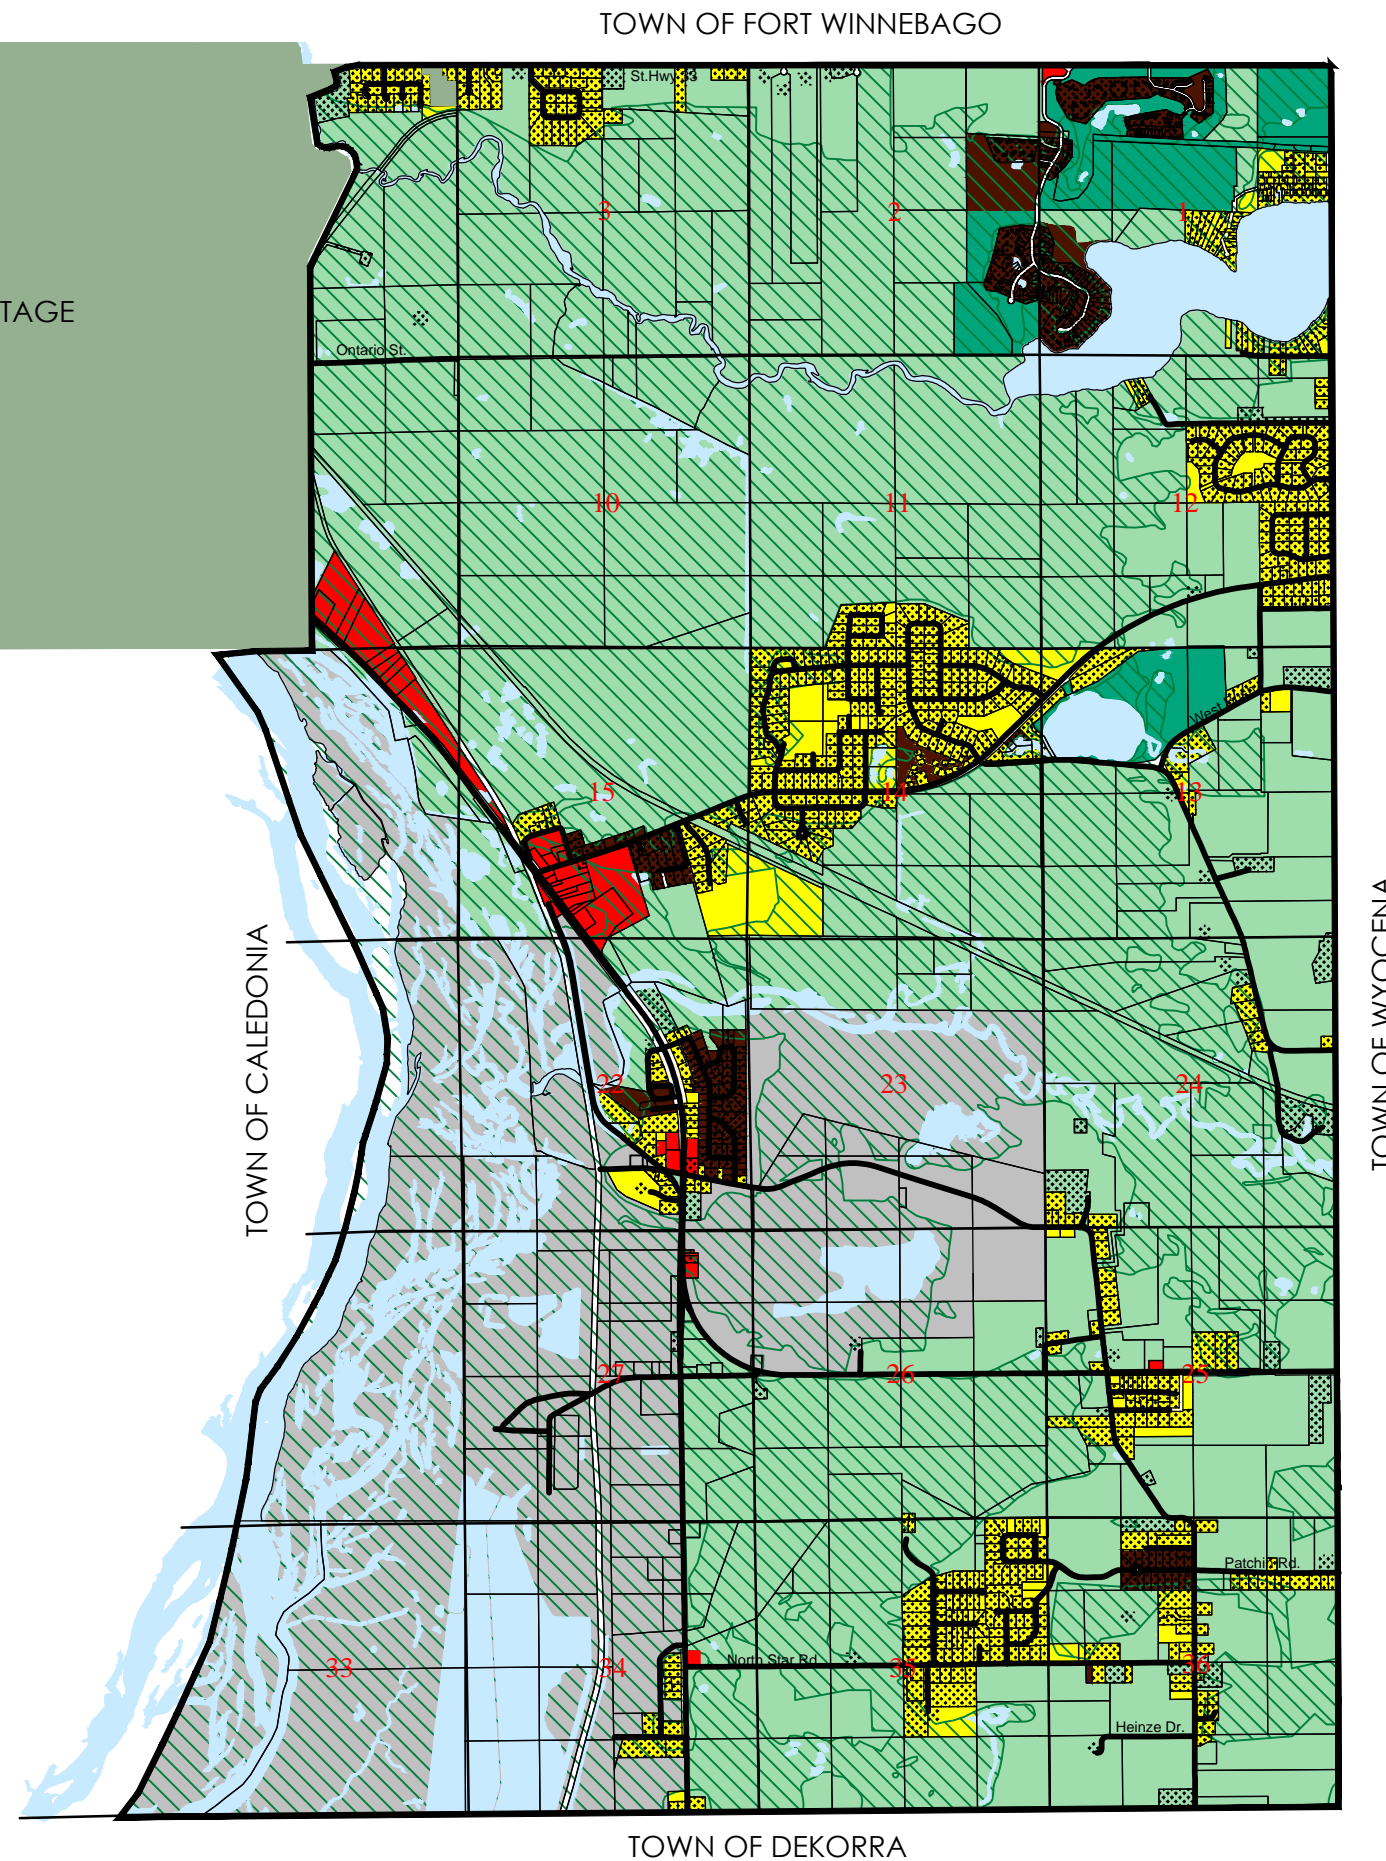 TOWN OF FORT WINNEBAGO
St.Hwy 33
3
2
1
TAGE
Ontario St.
10
11
12
West
15
14
13
TOWN OF CALEDONIA
TOWN OF WYOCENA
22
23
24
27
26
25
Patchin Rd.
33
34
North Star Rd
35
36
Heinze Dr.
TOWN OF DEKORRA